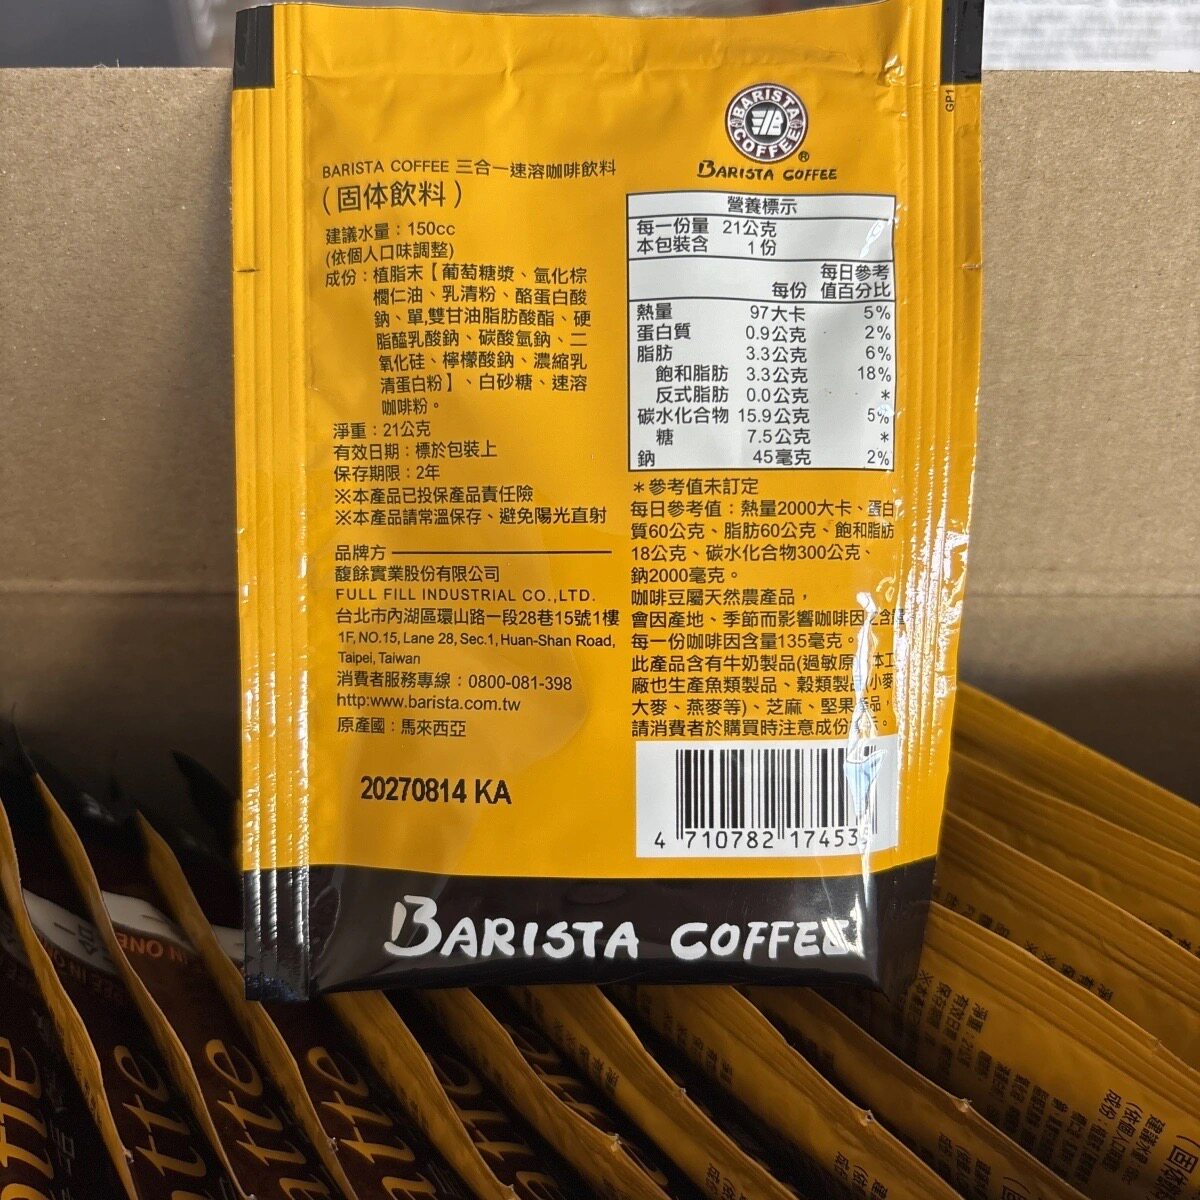 GP1
BARISTA COFFEE
BARISTA COFFEE ®
BARISTA COFFEE 三合一速溶咖啡飲料
(固体飲料)
建議水量：150cc
(依個人口味調整)
成份：植脂末【葡萄糖漿、氫化棕
櫚仁油、乳清粉、酪蛋白酸
鈉、單,雙甘油脂肪酸酯、硬
脂醯乳酸鈉、碳酸氫鈉、二
氧化硅、檸檬酸鈉、濃縮乳
清蛋白粉】、白砂糖、速溶
咖啡粉。
淨重：21公克
有效日期：標於包裝上
保存期限：2年
※本產品已投保產品責任險
※本產品請常溫保存、避免陽光直射
品牌方
馥餘實業股份有限公司
FULL FILL INDUSTRIAL CO.,LTD.
台北市內湖區環山路一段28巷15號1樓
1F, NO.15, Lane 28, Sec.1, Huan-Shan Road,
Taipei, Taiwan
消費者服務專線：0800-081-398
http:www.barista.com.tw
原產國：馬來西亞
20270814 KA
營養標示
每一份量 21公克
本包裝含 1份
每日參考
每份 值百分比
熱量 97大卡 5%
蛋白質 0.9公克 2%
脂肪 3.3公克 6%
飽和脂肪 3.3公克 18%
反式脂肪 0.0公克 *
碳水化合物 15.9公克 5%
糖 7.5公克 *
鈉 45毫克 2%
＊參考值未訂定
每日參考值：熱量2000大卡、蛋白
質60公克、脂肪60公克、飽和脂肪
18公克、碳水化合物300公克、
鈉2000毫克。
咖啡豆屬天然農產品，
會因產地、季節而影響咖啡因之含量
每一份咖啡因含量135毫克。
此產品含有牛奶製品(過敏原 本工
廠也生產魚類製品、穀類製品(小麥
大麥、燕麥等)、芝麻、堅果產品，
請消費者於購買時注意成份 示。
4 710782 17453
BARISTA COFFEE